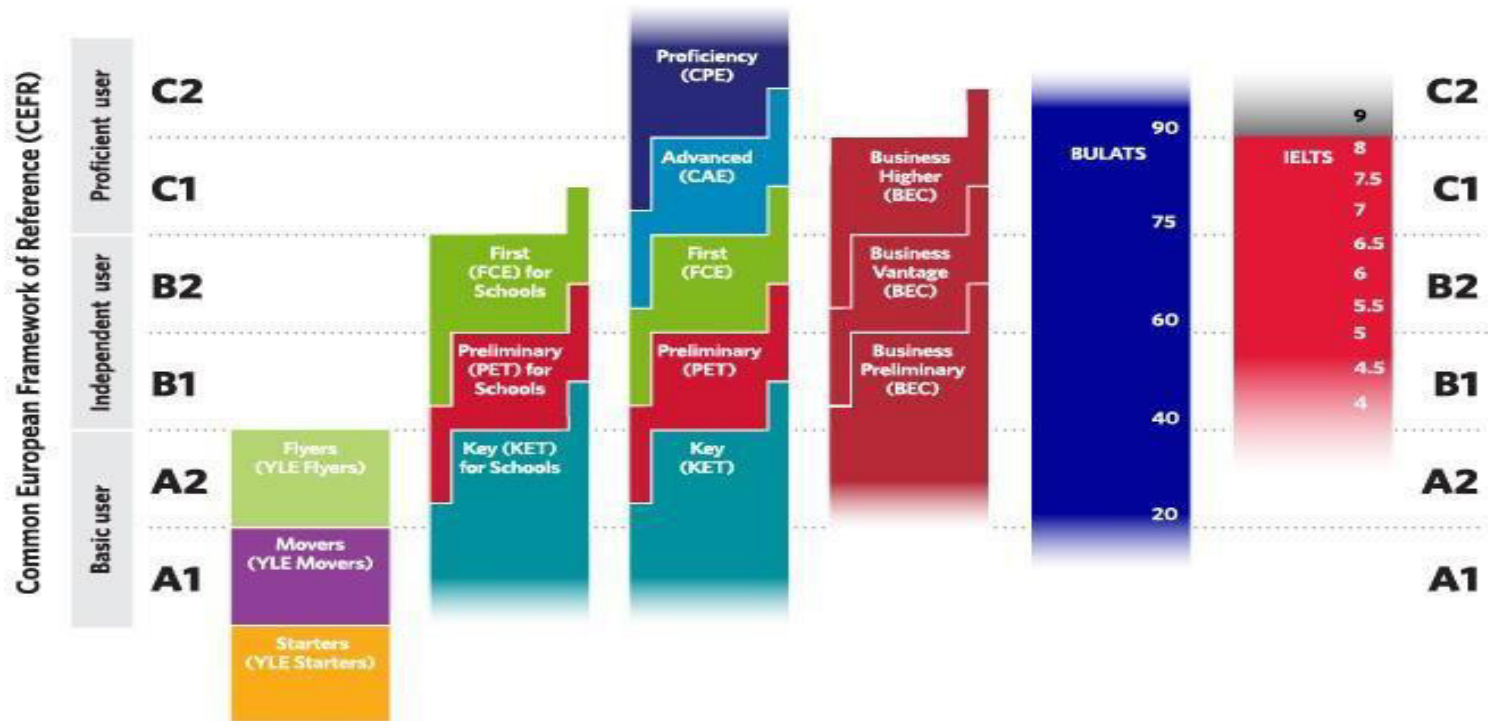 Common European Framework of Reference (CEFR)
Proficient user
Independent user
Basic user
C2
C1
B2
B1
A2
A1
Flyers
(YLE Flyers)
Movers
(YLE Movers)
Starters
(YLE Starters)
First
(FCE) for
Schools
Preliminary
(PET) for
Schools
Key (KET)
for Schools
Proficiency
(CPE)
Advanced
(CAE)
First
(FCE)
Preliminary
(PET)
Key
(KET)
Business
Higher
(BEC)
Business
Vantage
(BEC)
Business
Preliminary
(BEC)
90
BULATS
75
60
40
20
9
8
IELTS
7.5
7
6.5
6
5.5
5
4.5
4
C2
C1
B2
B1
A2
A1